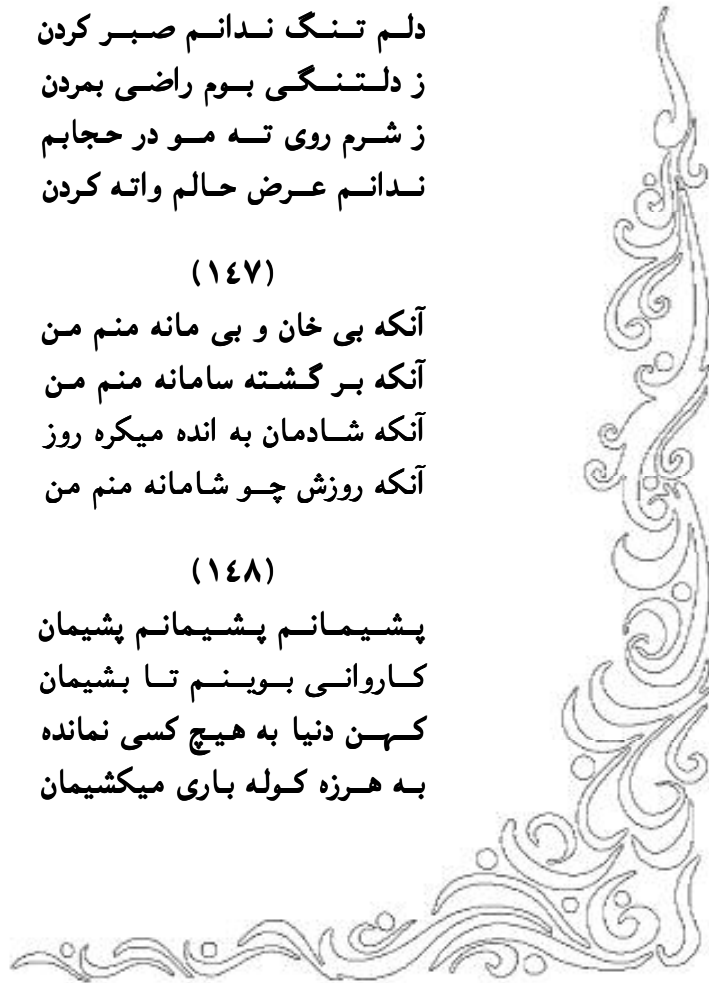 دلم تنگ ندانم صبر کردن
ز دلتنگی بوم راضی بمردن
ز شرم روی ته مو در حجابم
ندانم عرض حالم واته کردن
(١٤٧)
آنکه بی خان و بی مانه منم من
آنکه بر گشته سامانه منم من
آنکه شادمان به انده میکره روز
آنکه روزش چو شامانه منم من
(١٤٨)
پشیمانم پشیمانم پشیمان
کاروانی بوینم تا بشیمان
کهن دنیا به هیچ کسی نمانده
به هرزه کوله باری میکشیمان